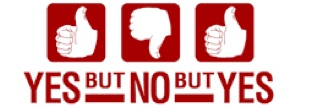 YES BUT NO BUT YES